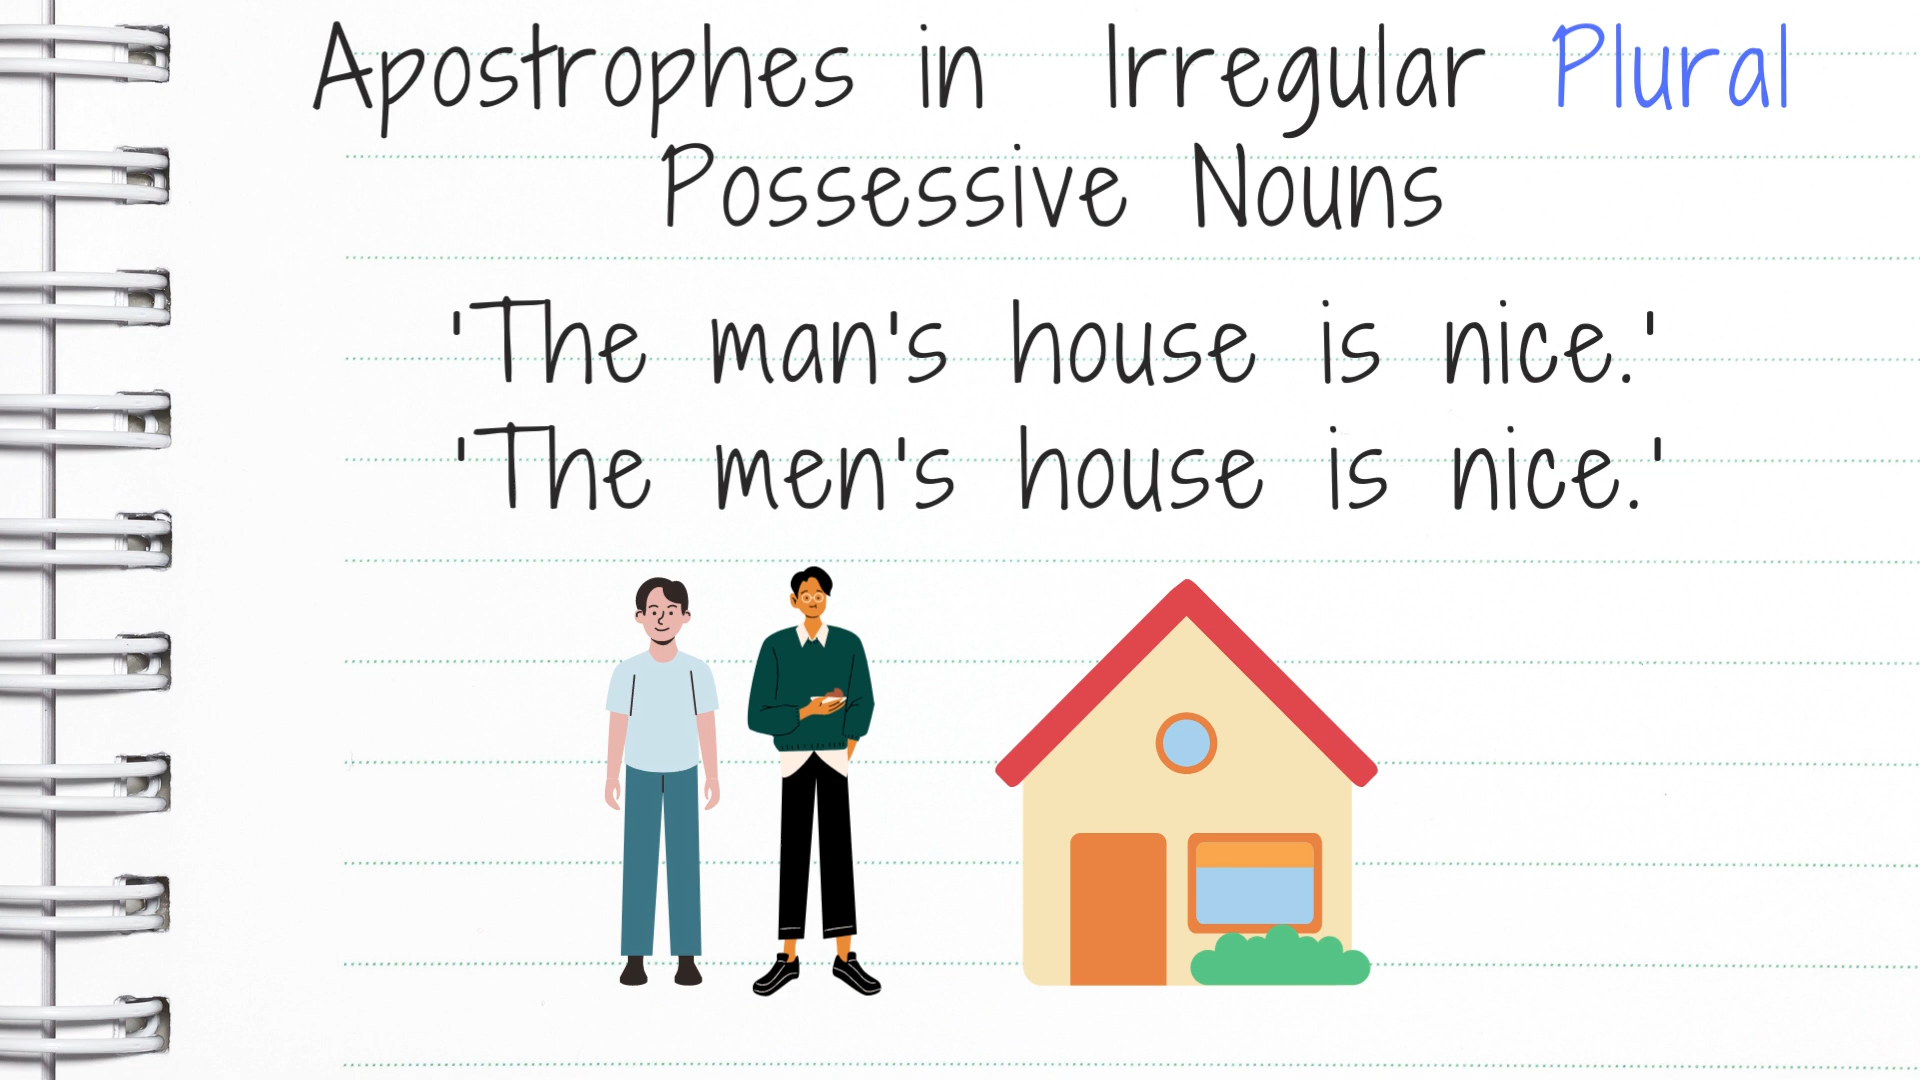 Apostrophes in Irregular Plural
Possessive Nouns
'The man's house is nice.'
'The men's house is nice.'